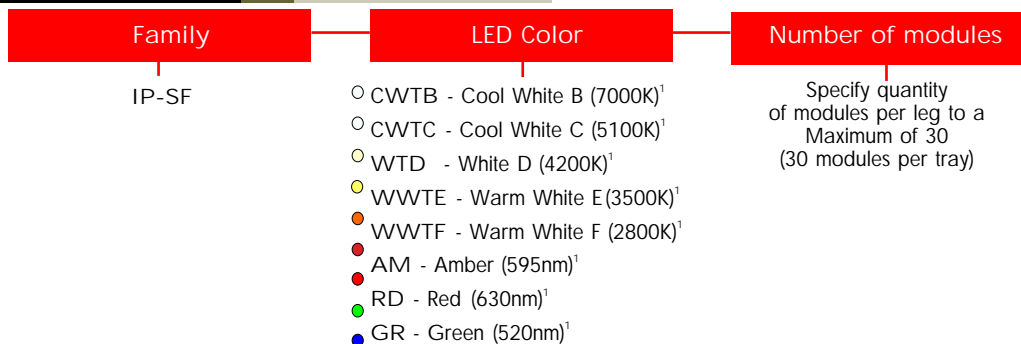 Family
LED Color
Number of modules
IP-SF
CWTB - Cool White B (7000K)¹
CWTC - Cool White C (5100K)¹
WTD - White D (4200K)¹
WWTE - Warm White E(3500K)¹
WWTF - Warm White F (2800K)¹
AM - Amber (595nm)¹
RD - Red (630nm)¹
GR - Green (520nm)¹
Specify quantity
of modules per leg to a
Maximum of 30
(30 modules per tray)